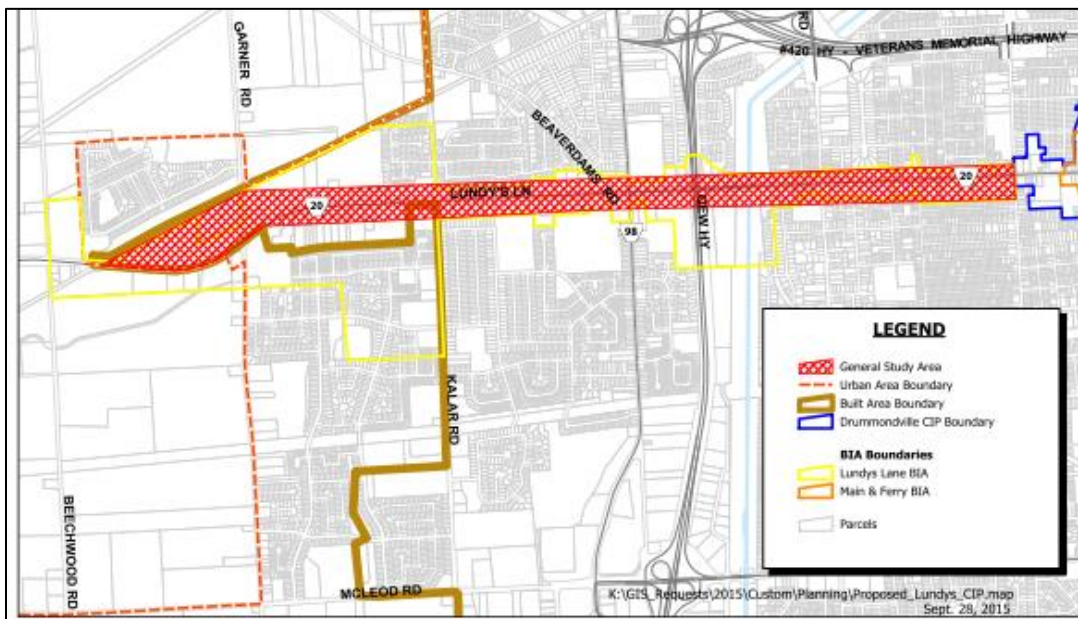 GARNER RD
RD
#420 HY - VETERANS MEMORIAL HIGHWAY
BEAVERDAMS RD
LUNDY'S LN
20
20
QEW HY
98
KALAR RD
BEECHWOOD RD
MCLEOD RD
LEGEND
General Study Area
Urban Area Boundary
Built Area Boundary
Drummondville CIP Boundary
BIA Boundaries
Lundys Lane BIA
Main & Ferry BIA
Parcels
K:\GIS_Requests\2015\Custom\Planning\Proposed_Lundys_CIP.map
Sept. 28, 2015